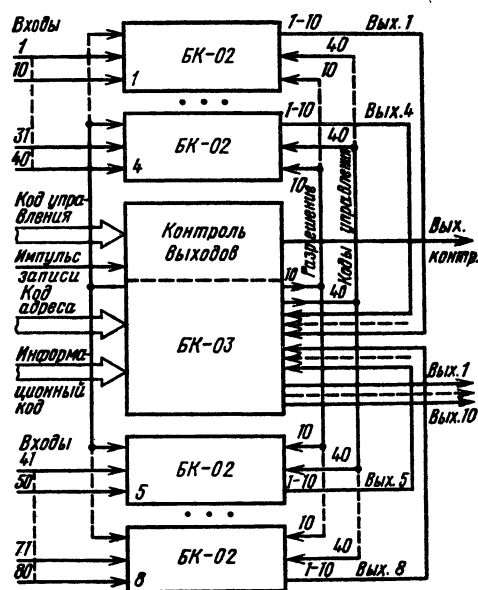 Входы
1
10
БК-02
1
1-10
Вых.1
40
10
• • •
31
40
БК-02
4
1-10
Вых.4
40
10
Разрешение
Коды управления
Код упра-
вления
Импульс
записи
Код
адреса
Информа-
ционный
код
Контроль
выходов
БК-03
Вых.
контр.
10
40
Вых.1
Вых.10
Входы
41
50
БК-02
5
10
40
1-10
Вых.5
• • •
71
80
БК-02
8
10
40
1-10
Вых. 8